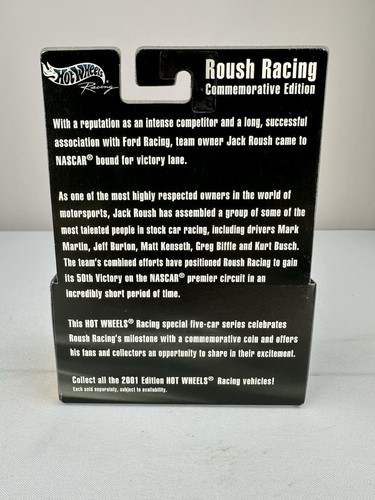 HOT WHEELS®
Racing
Roush Racing
Commemorative Edition
With a reputation as an intense competitor and a long, successful
association with Ford Racing, team owner Jack Roush came to
NASCAR® bound for victory lane.
As one of the most highly respected owners in the world of
motorsports, Jack Roush has assembled a group of some of the
most talented people in stock car racing, including drivers Mark
Martin, Jeff Burton, Matt Kenseth, Greg Biffle and Kurt Busch.
The team's combined efforts have positioned Roush Racing to gain
its 50th Victory on the NASCAR® premier circuit in an
incredibly short period of time.
This HOT WHEELS® Racing special five-car series celebrates
Roush Racing's milestone with a commemorative coin and offers
his fans and collectors an opportunity to share in their excitement.
Collect all the 2001 Edition HOT WHEELS® Racing vehicles!
Each sold separately, subject to availability.